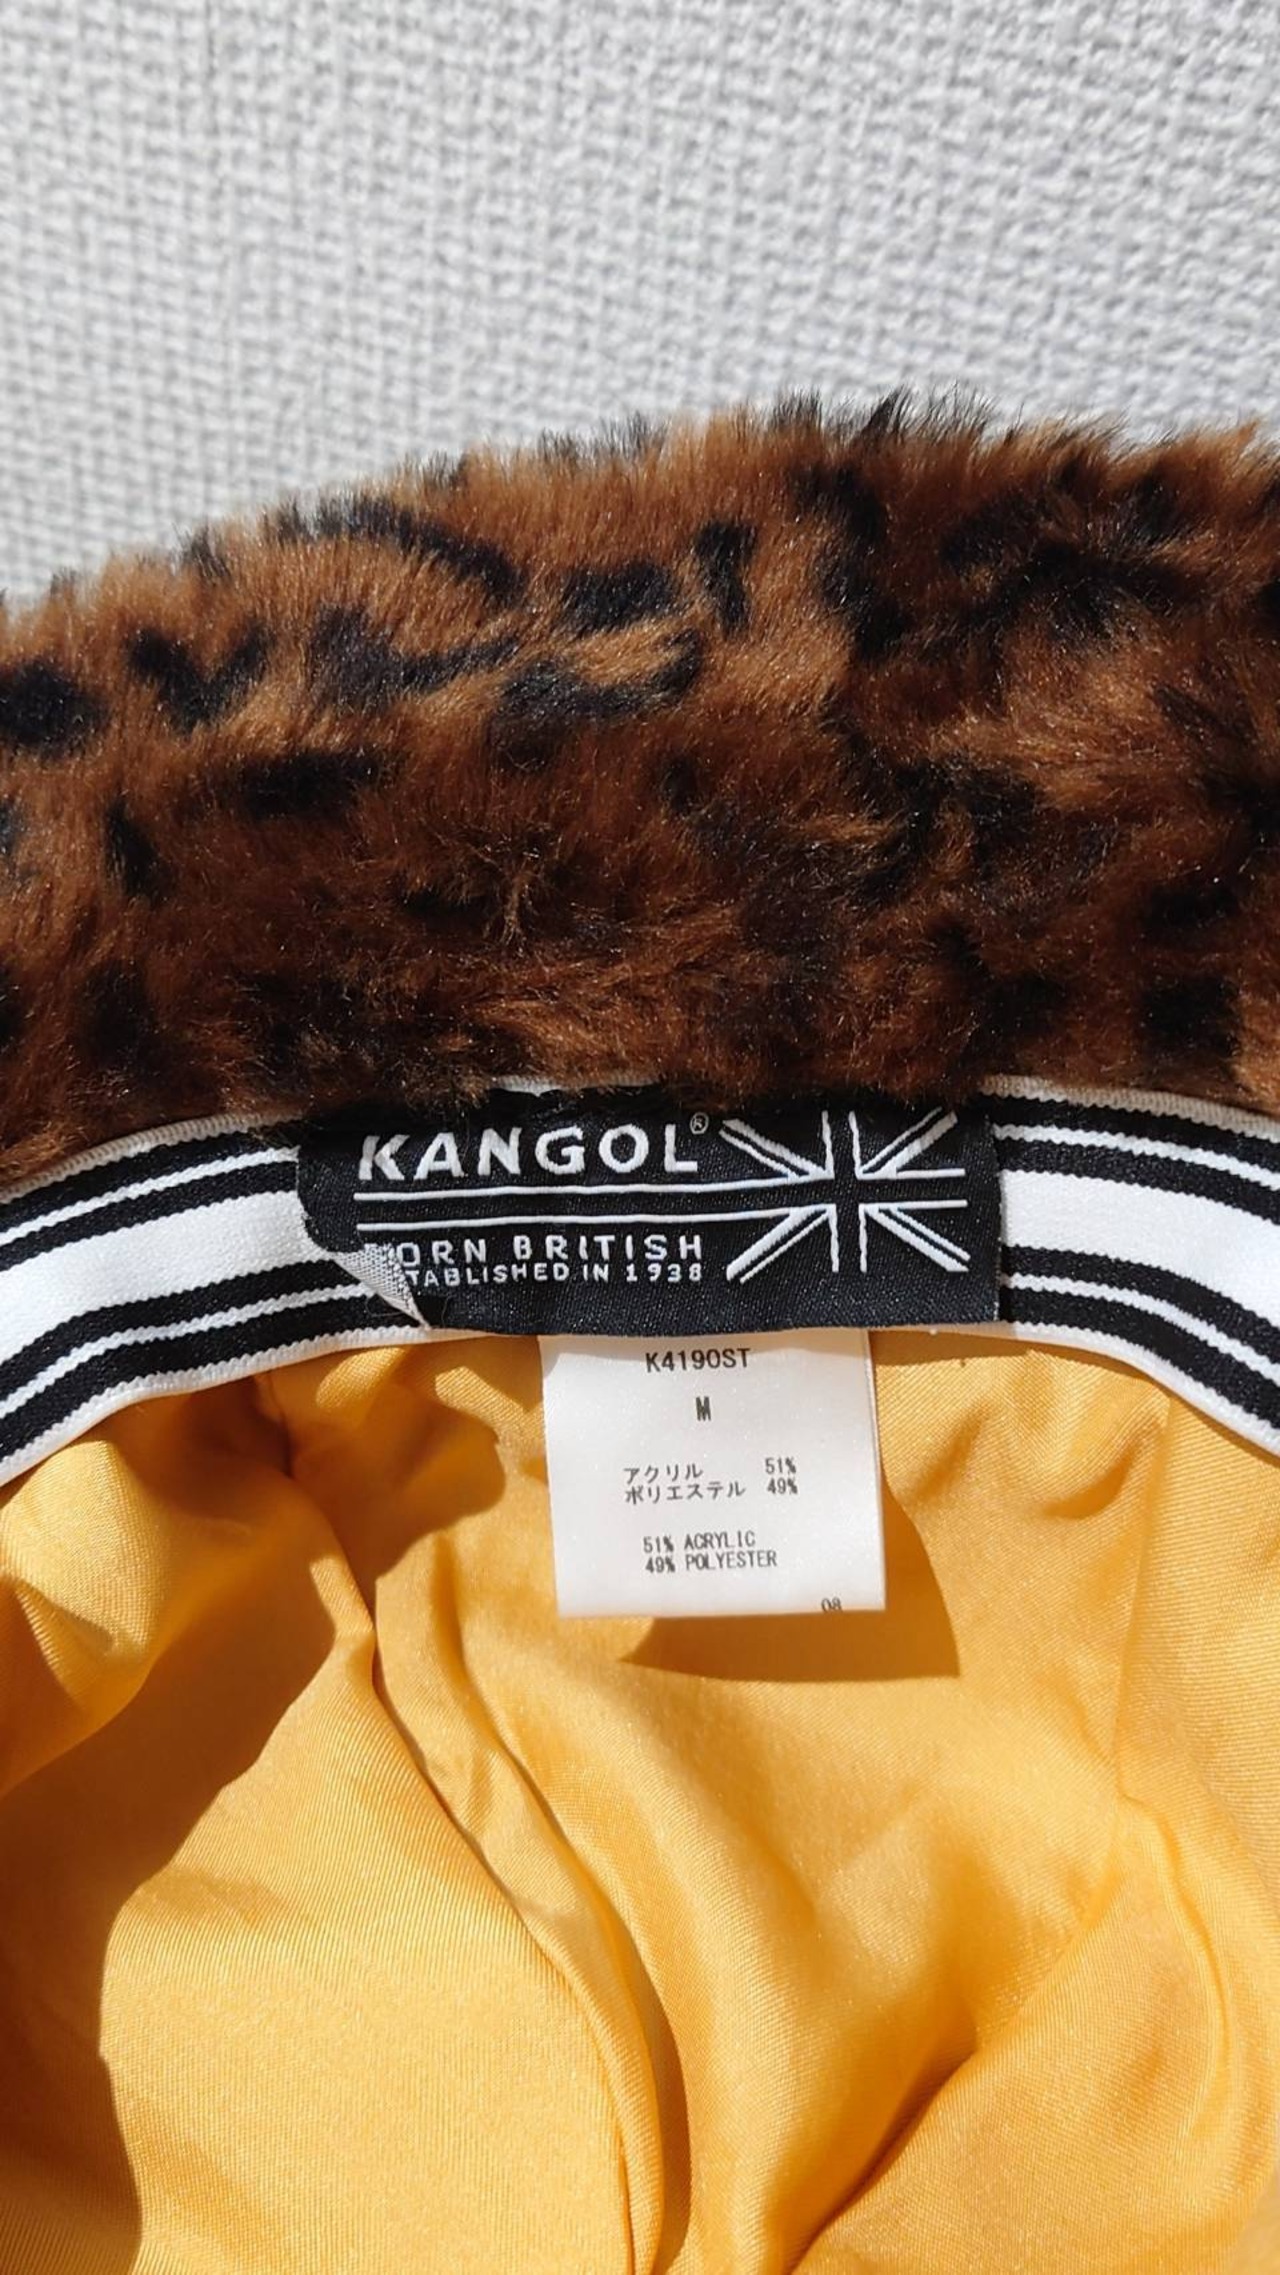 KANGOL®
BORN BRITISH
ESTABLISHED IN 1938
K4190ST
M
アクリル 51%
ポリエステル 49%
51% ACRYLIC
49% POLYESTER
08